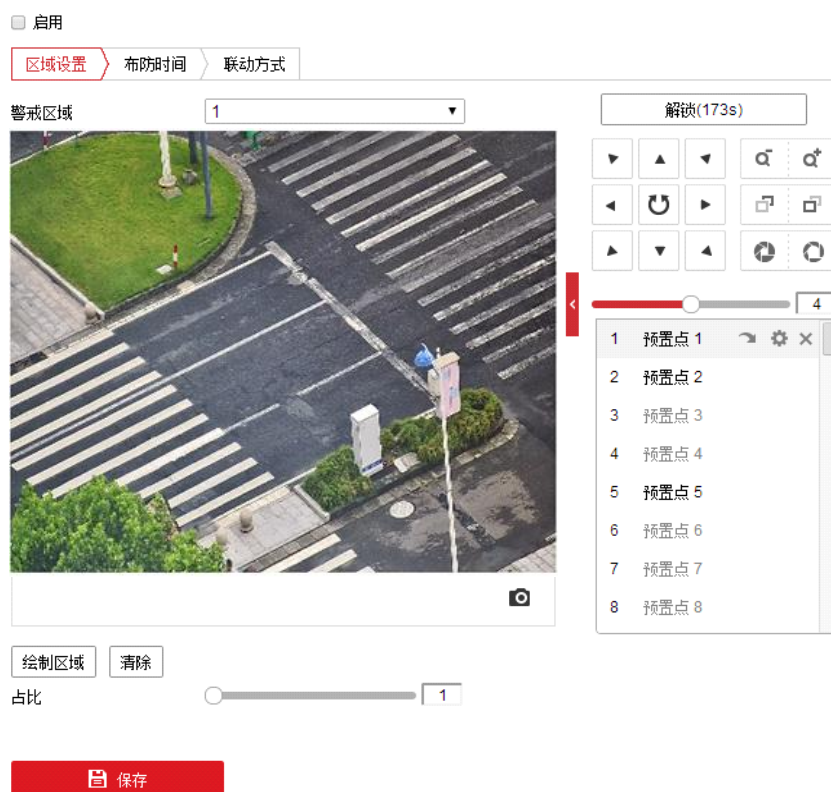 启用
区域设置 布防时间 联动方式
警戒区域 1
解锁(173s)
4
1 预置点 1
2 预置点 2
3 预置点 3
4 预置点 4
5 预置点 5
6 预置点 6
7 预置点 7
8 预置点 8
绘制区域 清除
占比 1
保存